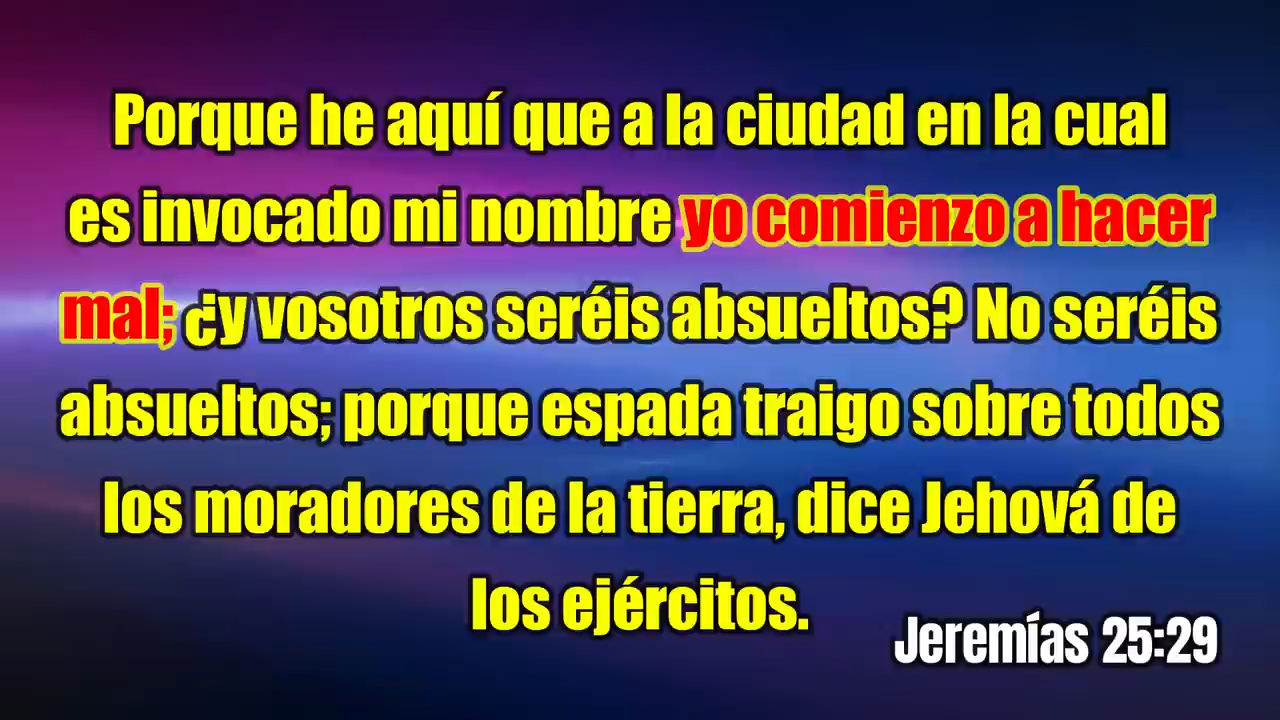 Porque he aquí que a la ciudad en la cual
es invocado mi nombre yo comienzo a hacer
mal; ¿y vosotros seréis absueltos? No seréis
absueltos; porque espada traigo sobre todos
los moradores de la tierra, dice Jehová de
los ejércitos.
Jeremías 25:29